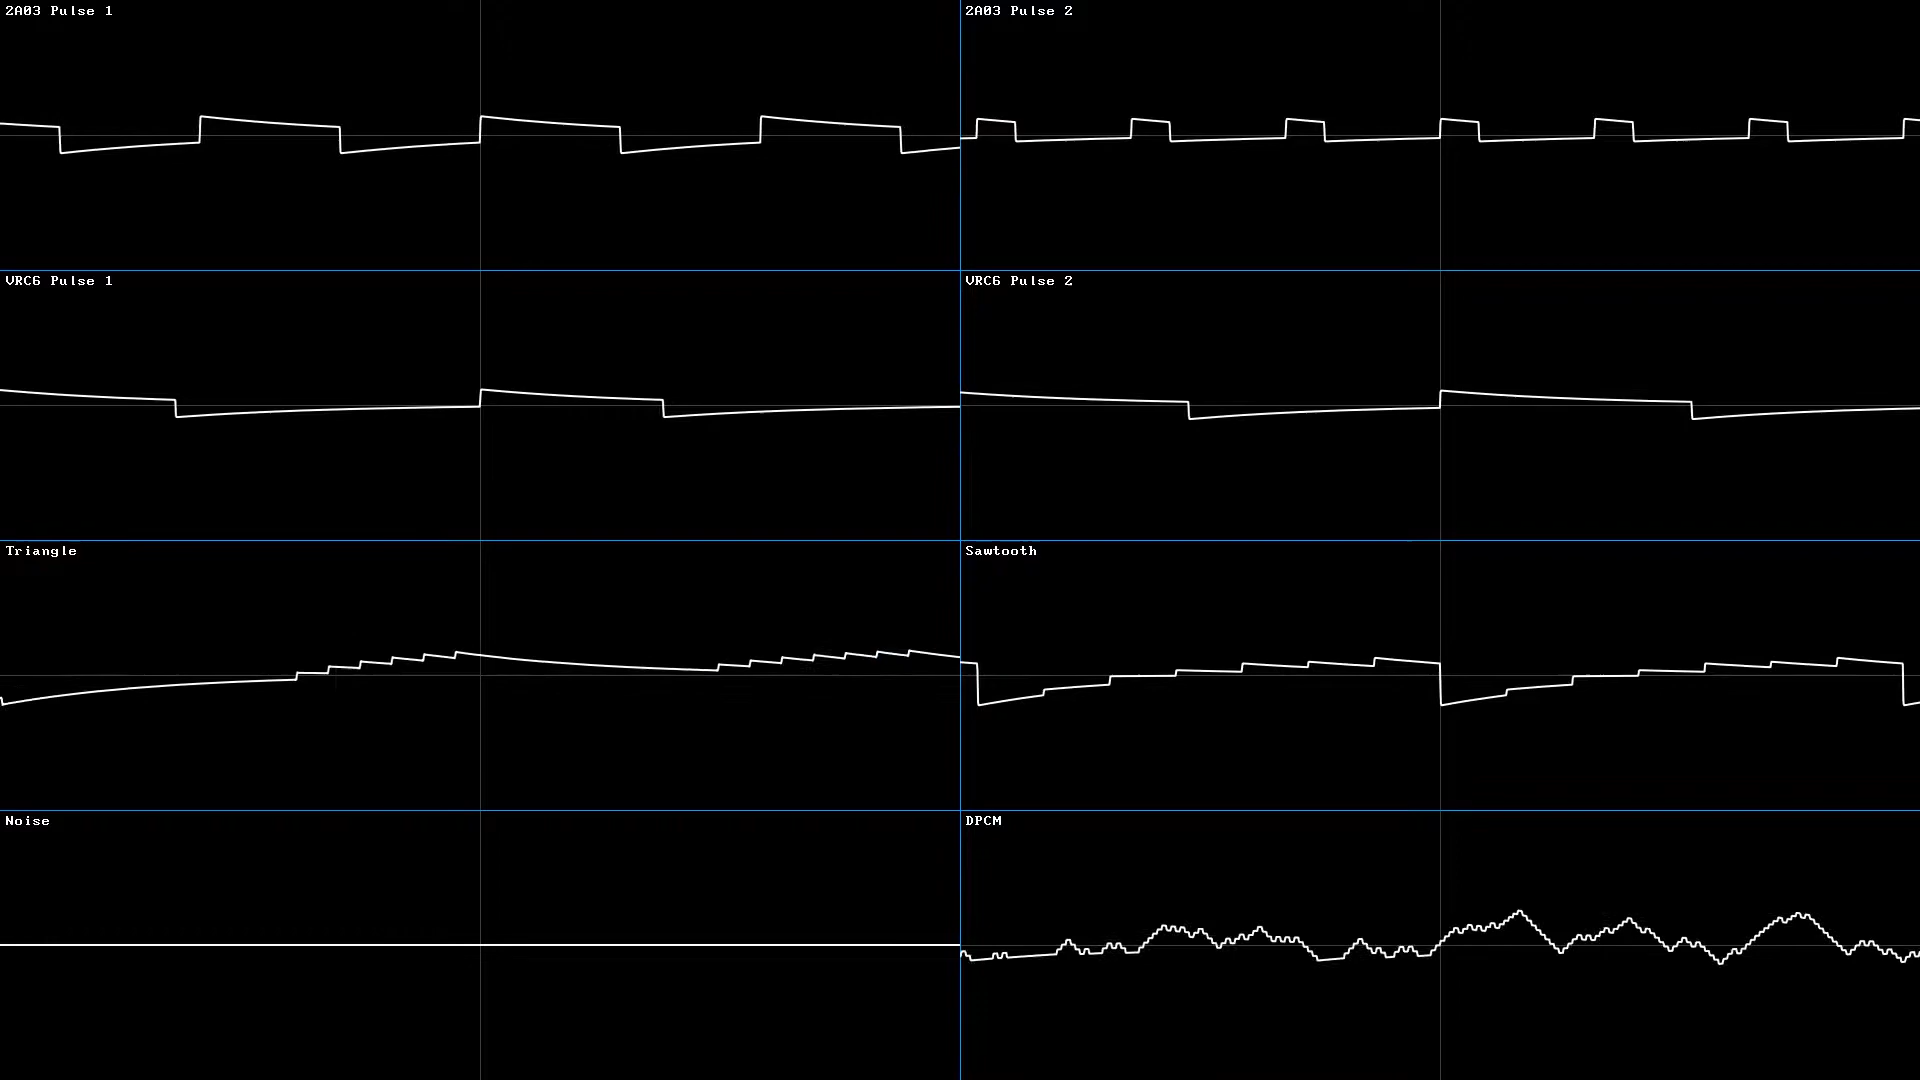 2A03 Pulse 1
2A03 Pulse 2
VRC6 Pulse 1
VRC6 Pulse 2
Triangle
Sawtooth
Noise
DPCM